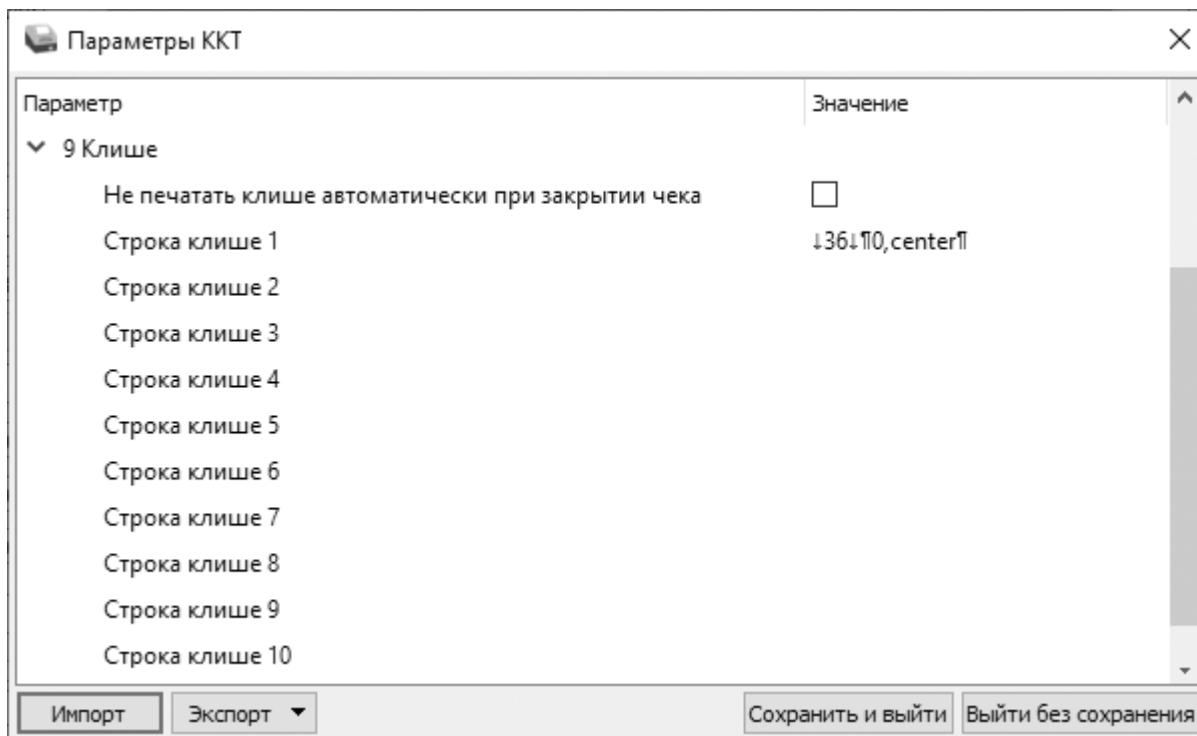 Параметры ККТ
Параметр Значение
9 Клише
Не печатать клише автоматически при закрытии чека
Строка клише 1 ↓36↓¶0,center¶
Строка клише 2
Строка клише 3
Строка клише 4
Строка клише 5
Строка клише 6
Строка клише 7
Строка клише 8
Строка клише 9
Строка клише 10
Импорт Экспорт Сохранить и выйти Выйти без сохранения